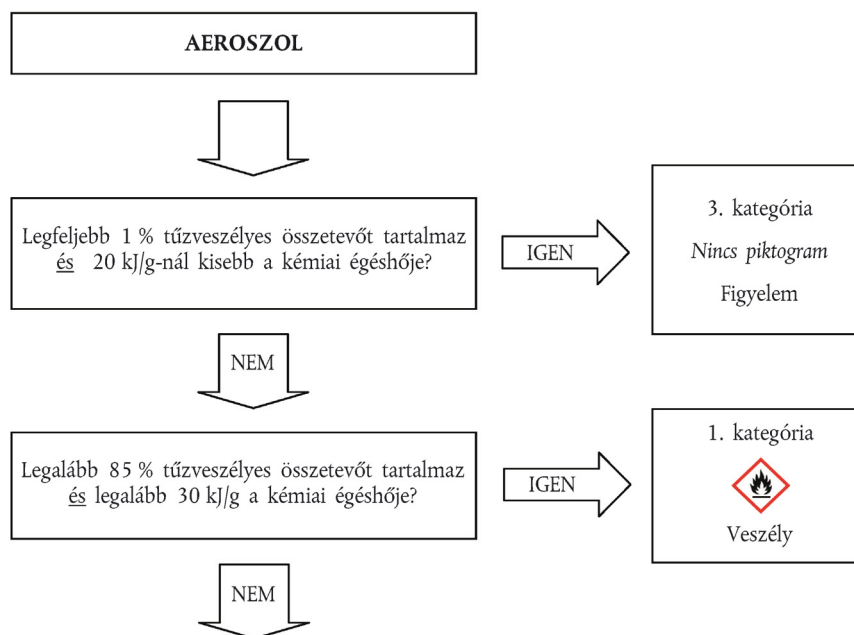 AEROSZOL
Legfeljebb 1 % tűzveszélyes összetevőt tartalmaz
és 20 kJ/g-nál kisebb a kémiai égéshője?
IGEN
3. kategória
Nincs piktogram
Figyelem
NEM
Legalább 85 % tűzveszélyes összetevőt tartalmaz
és legalább 30 kJ/g a kémiai égéshője?
IGEN
1. kategória
Veszély
NEM